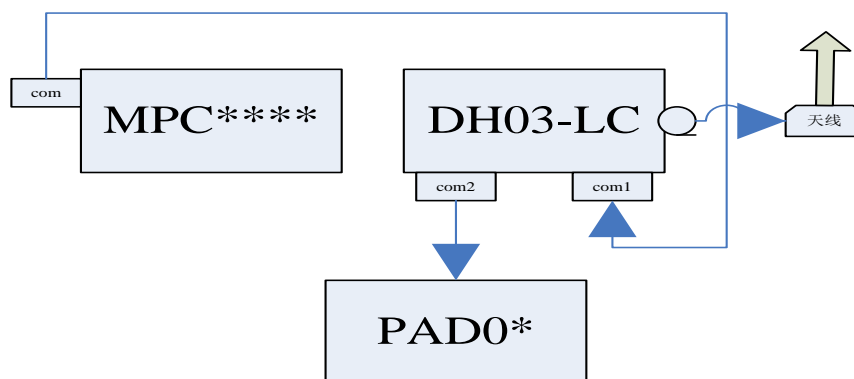 com
MPC****
DH03-LC
天线
com2
com1
PAD0*